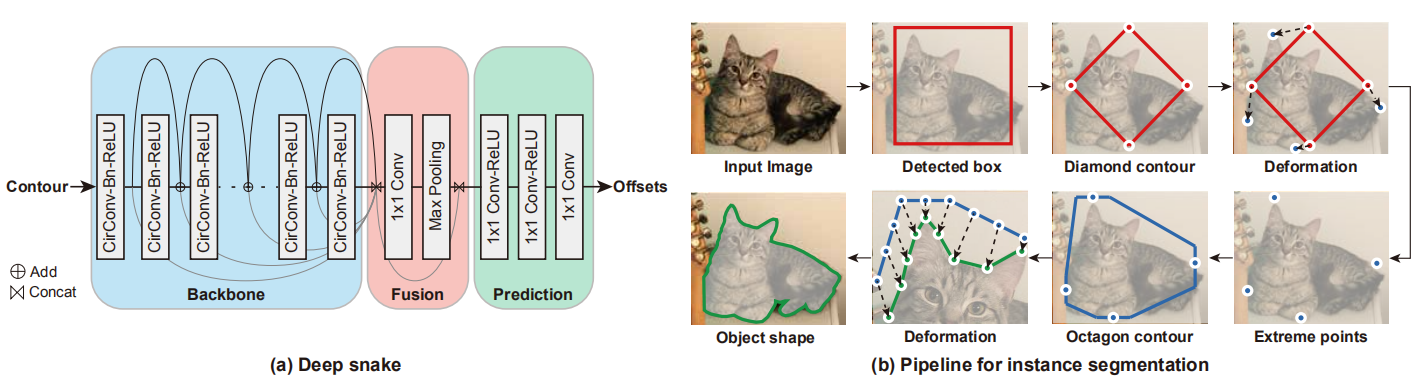 Contour
CirConv-Bn-ReLU
CirConv-Bn-ReLU
CirConv-Bn-ReLU
CirConv-Bn-ReLU
CirConv-Bn-ReLU
1x1 Conv
Max Pooling
1x1 Conv-ReLU
1x1 Conv-ReLU
1x1 Conv
Offsets
Add
Concat
Backbone
Fusion
Prediction
(a) Deep snake
Input Image
Detected box
Diamond contour
Deformation
Object shape
Deformation
Octagon contour
Extreme points
(b) Pipeline for instance segmentation